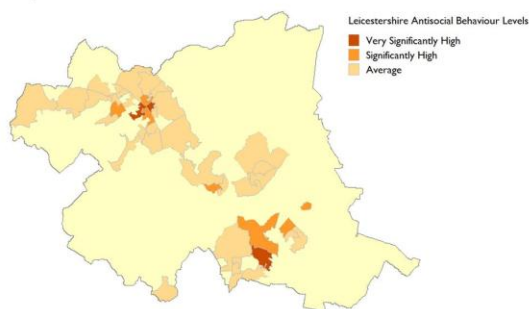 Leicestershire Antisocial Behaviour Levels
Very Significantly High
Significantly High
Average